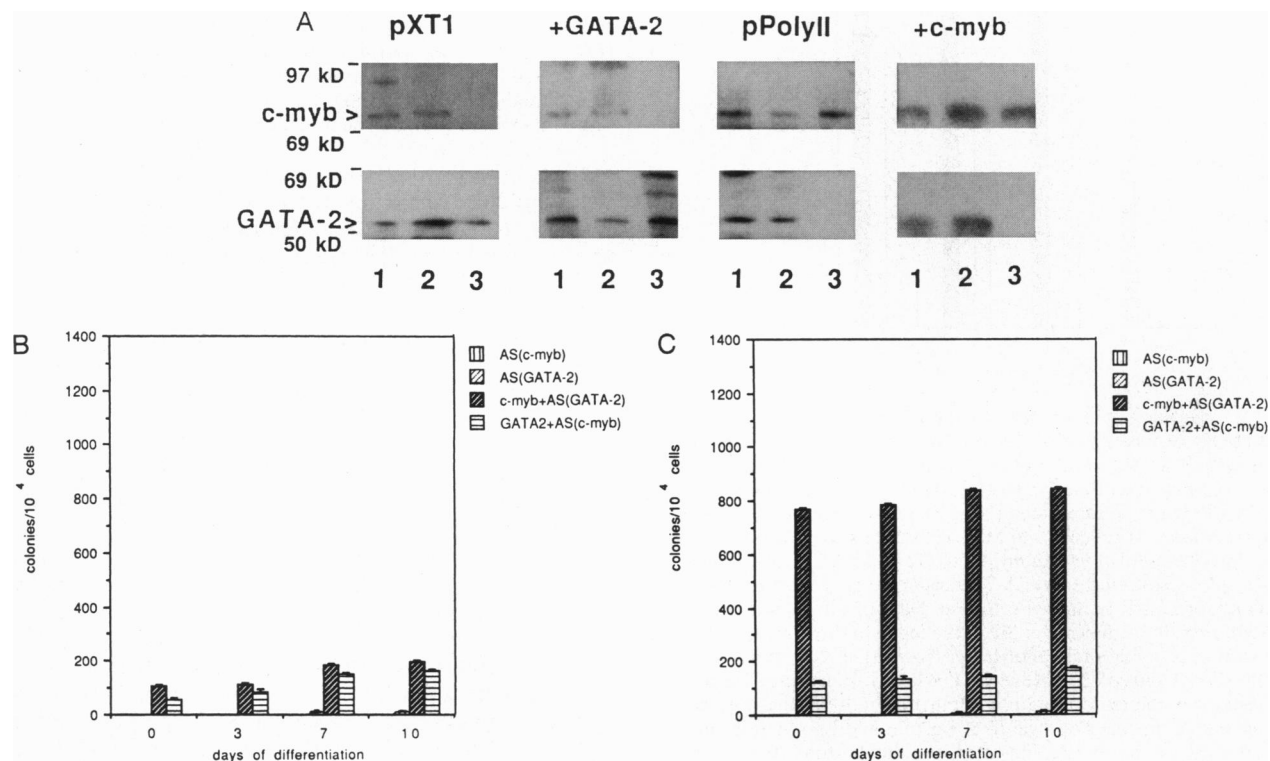 A
pXT1 +GATA-2 pPolyII +c-myb
97 kD
c-myb >
69 kD
69 kD
GATA-2 >
50 kD
1 2 3 1 2 3 1 2 3 1 2 3
B
1400
1200
1000
800
600
400
200
0
colonies/10 4 cells
0 3 7 10
days of differentiation
AS(c-myb)
AS(GATA-2)
c-myb+AS(GATA-2)
GATA2+AS(c-myb)
C
1400
1200
1000
800
600
400
200
0
colonies/10 4 cells
0 3 7 10
days of differentiation
AS(c-myb)
AS(GATA-2)
c-myb+AS(GATA-2)
GATA-2+AS(c-myb)